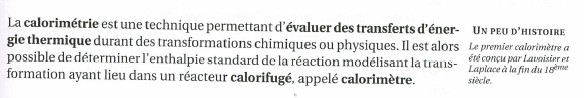 La calorimétrie est une technique permettant d'évaluer des transferts d'éner-
gie thermique durant des transformations chimiques ou physiques. Il est alors
possible de déterminer l'enthalpie standard de la réaction modélisant la trans-
formation ayant lieu dans un réacteur calorifugé, appelé calorimètre.
UN PEU D'HISTOIRE
Le premier calorimètre a
été conçu par Lavoisier et
Laplace à la fin du 18ème
siècle.